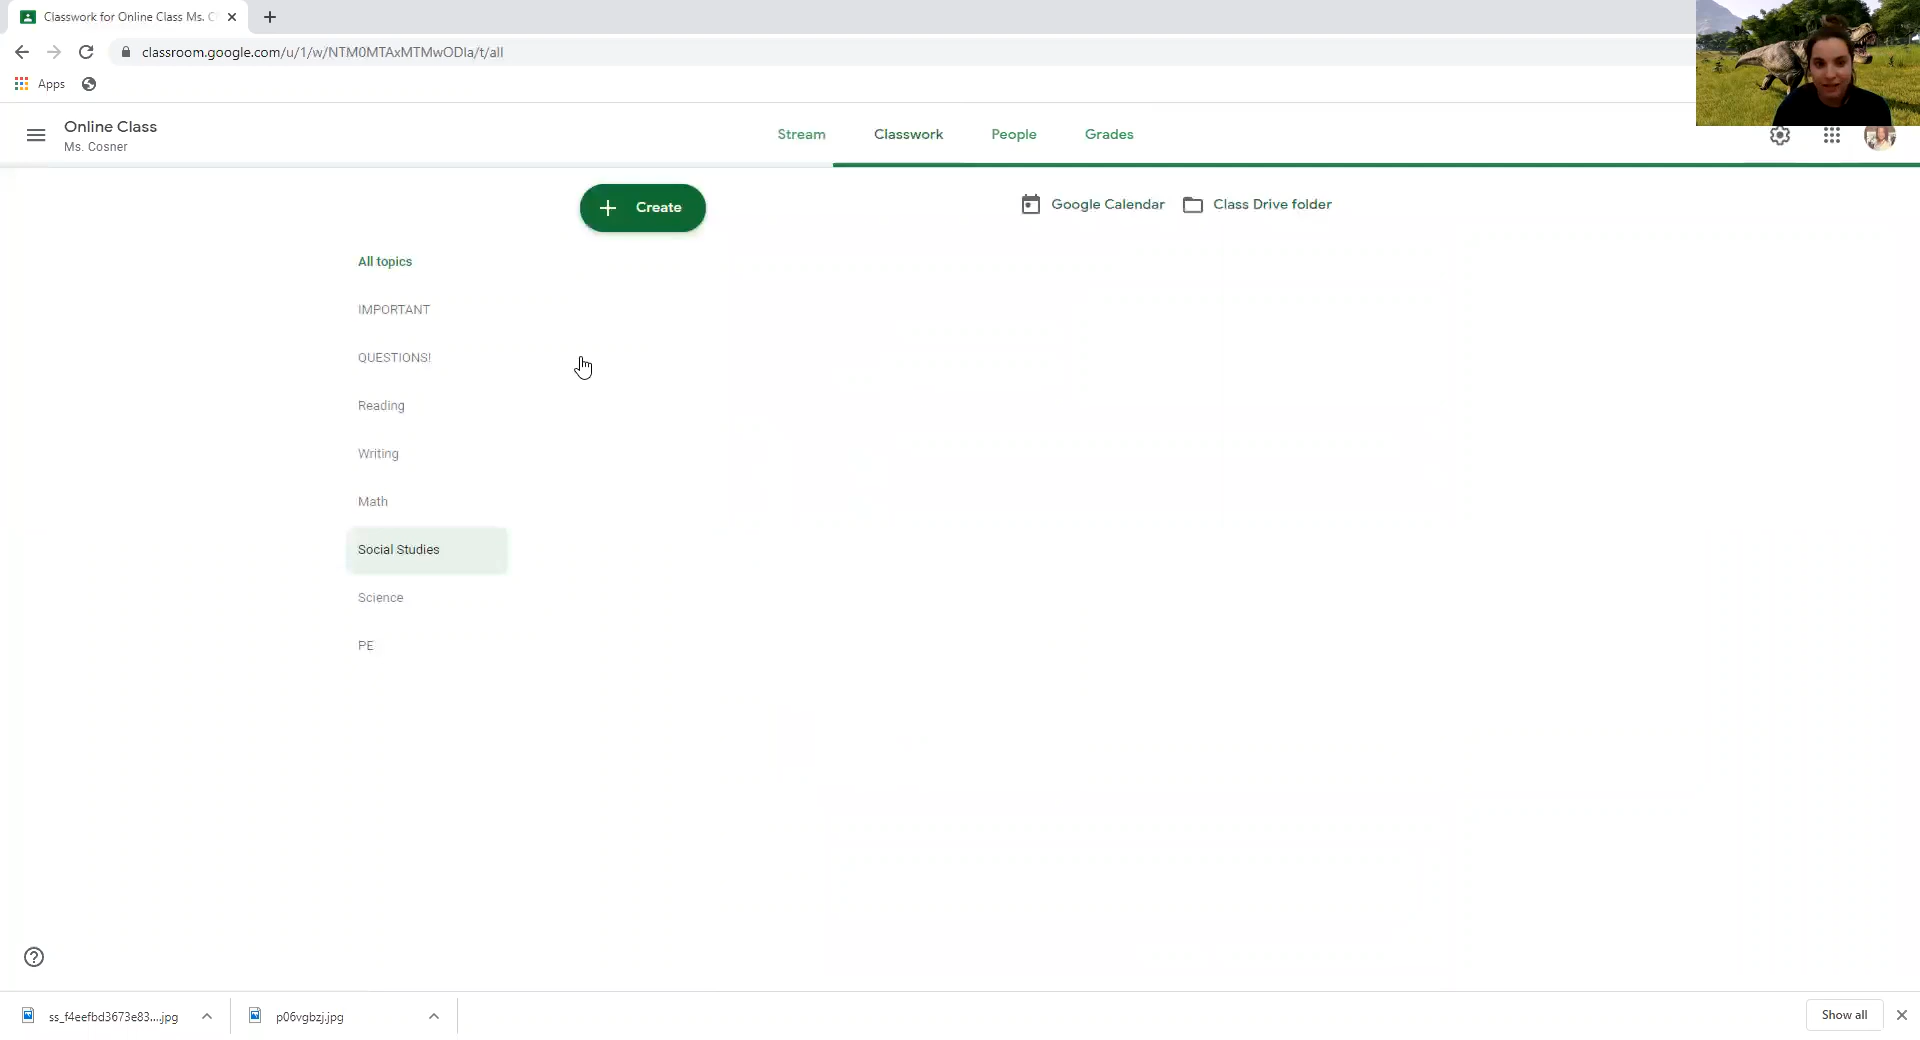 Classwork for Online Class Ms. C
classroom.google.com/u/1/w/NTM0MTAxMTMwODIa/t/all
Apps
Online Class
Ms. Cosner
Stream
Classwork
People
Grades
Create
Google Calendar
Class Drive folder
All topics
IMPORTANT
QUESTIONS!
Reading
Writing
Math
Social Studies
Science
PE
ss_f4eefbd3673e83....jpg
p06vgbzj.jpg
Show all